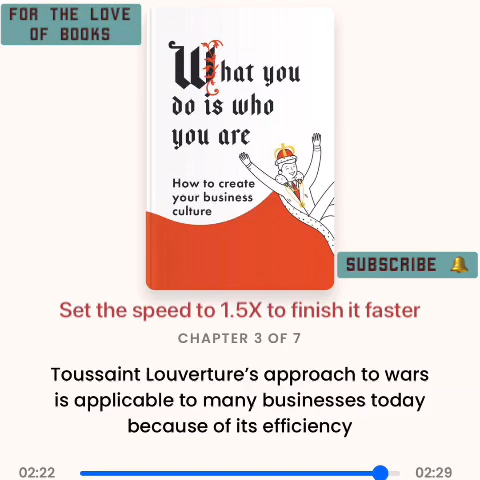 FOR THE LOVE
OF BOOKS
What you
do is who
you are
How to create
your business
culture
SUBSCRIBE 🔔
Set the speed to 1.5X to finish it faster
CHAPTER 3 OF 7
Toussaint Louverture’s approach to wars
is applicable to many businesses today
because of its efficiency
02:22
02:29